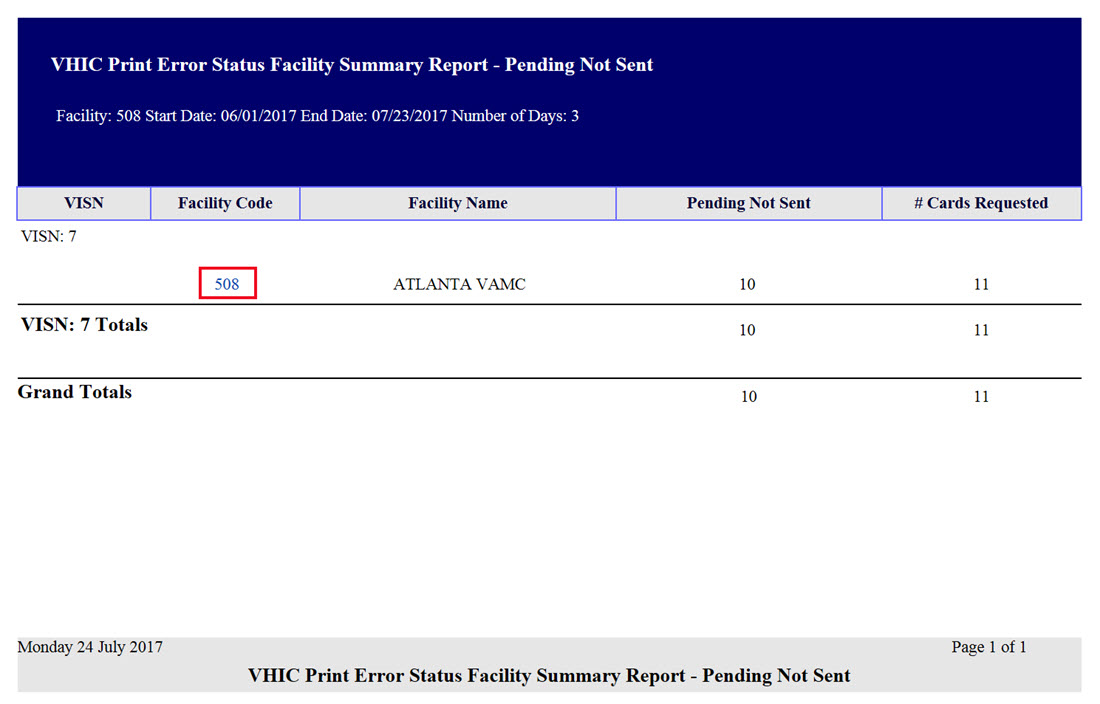 VHIC Print Error Status Facility Summary Report - Pending Not Sent
Facility: 508 Start Date: 06/01/2017 End Date: 07/23/2017 Number of Days: 3
VISN Facility Code Facility Name Pending Not Sent # Cards Requested
VISN: 7
508 ATLANTA VAMC 10 11
VISN: 7 Totals 10 11
Grand Totals 10 11
Monday 24 July 2017 Page 1 of 1
VHIC Print Error Status Facility Summary Report - Pending Not Sent